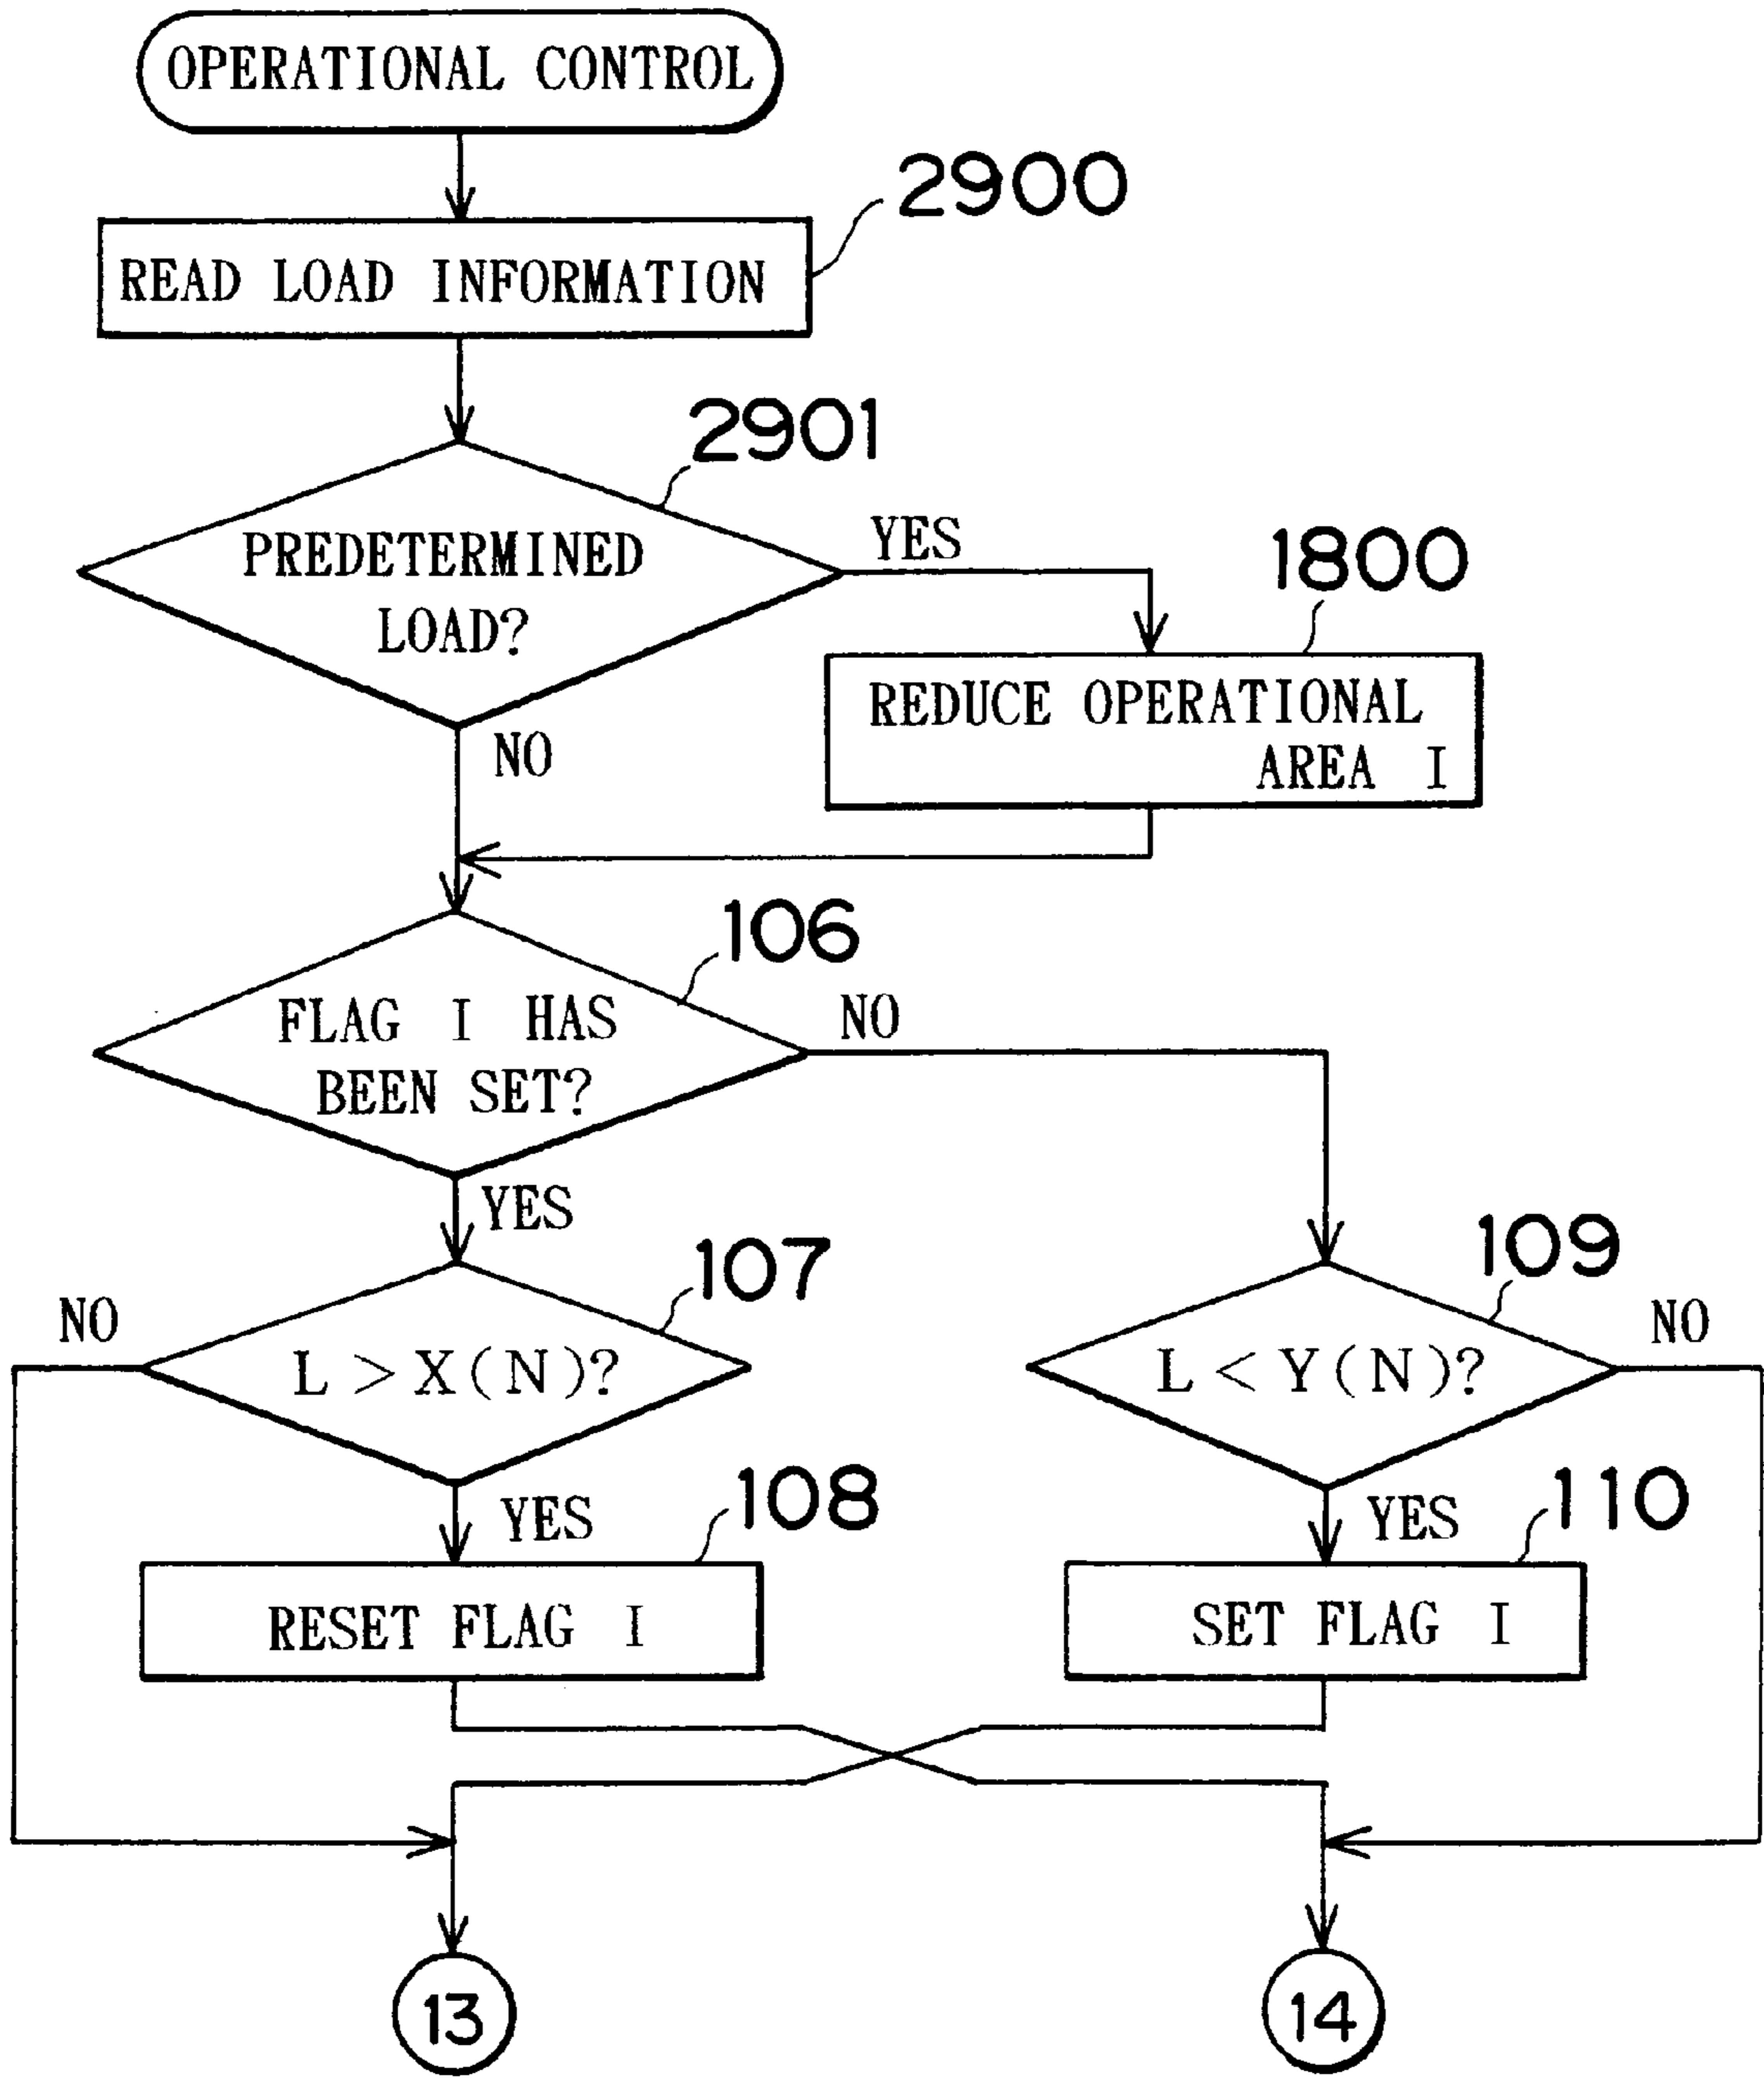 OPERATIONAL CONTROL
2900
READ LOAD INFORMATION
2901
PREDETERMINED
LOAD?
YES
1800
REDUCE OPERATIONAL
AREA I
NO
106
FLAG I HAS
BEEN SET?
NO
YES
107
109
NO
L > X(N)?
L < Y(N)?
NO
YES
108
YES
110
RESET FLAG I
SET FLAG I
13
14